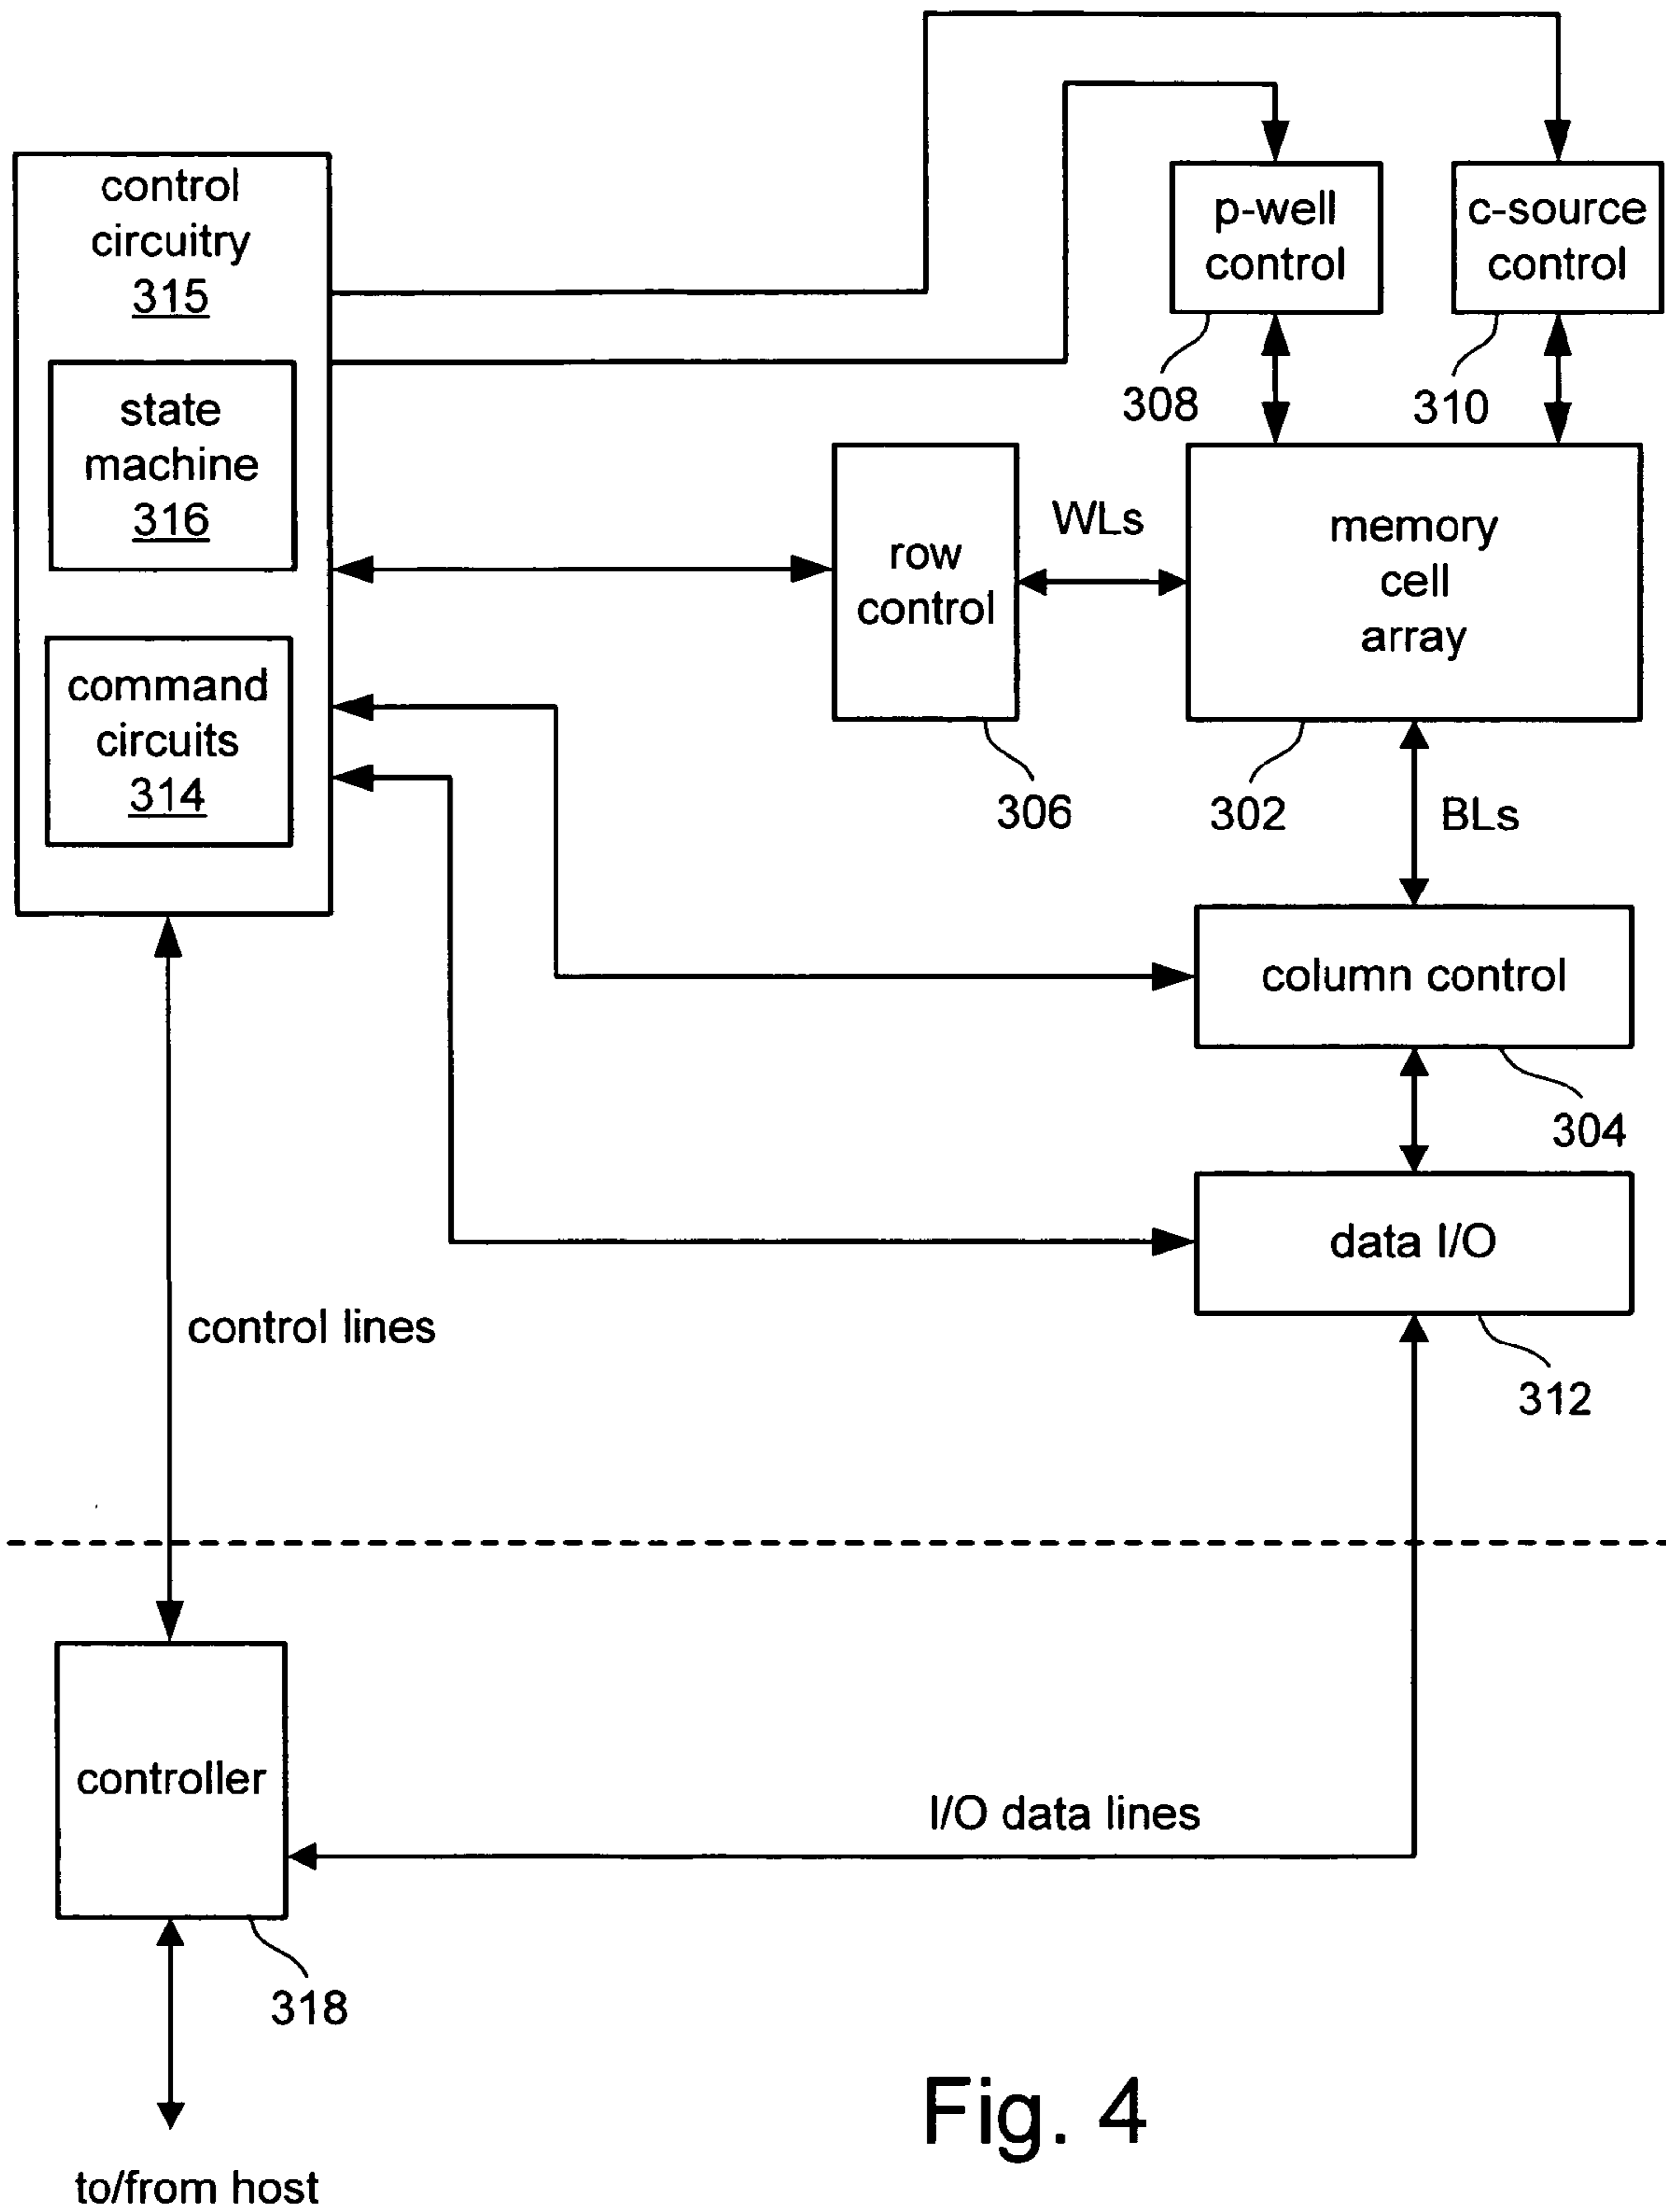 control
circuitry
315
state
machine
316
command
circuits
314
p-well
control
308
c-source
control
310
row
control
306
WLs
memory
cell
array
302
BLs
column control
304
data I/O
312
control lines
controller
318
I/O data lines
to/from host
Fig. 4